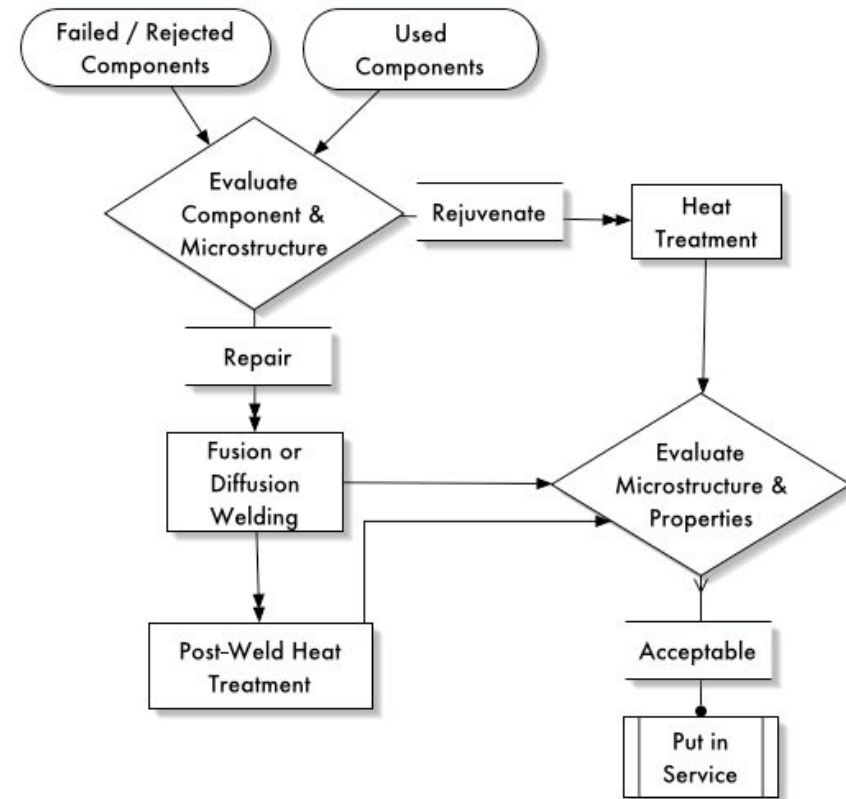 Failed / Rejected
Components
Used
Components
Evaluate
Component &
Microstructure
Rejuvenate
Heat
Treatment
Repair
Fusion or
Diffusion
Welding
Evaluate
Microstructure &
Properties
Post-Weld Heat
Treatment
Acceptable
Put in
Service